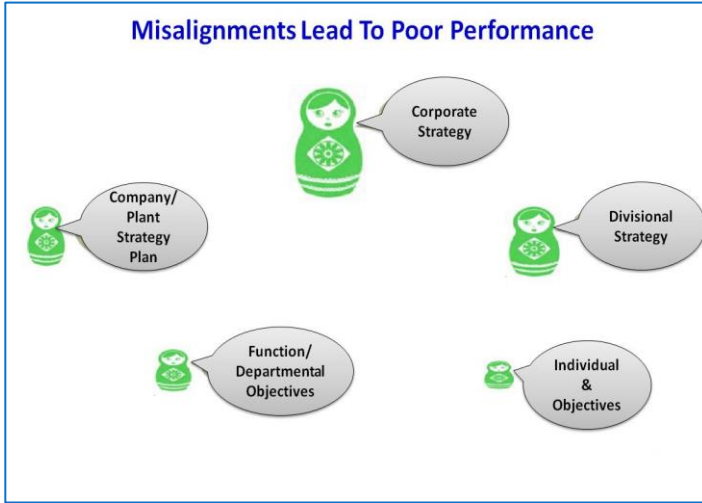 Misalignments Lead To Poor Performance
Corporate
Strategy
Company/
Plant
Strategy
Plan
Divisional
Strategy
Function/
Departmental
Objectives
Individual
&
Objectives